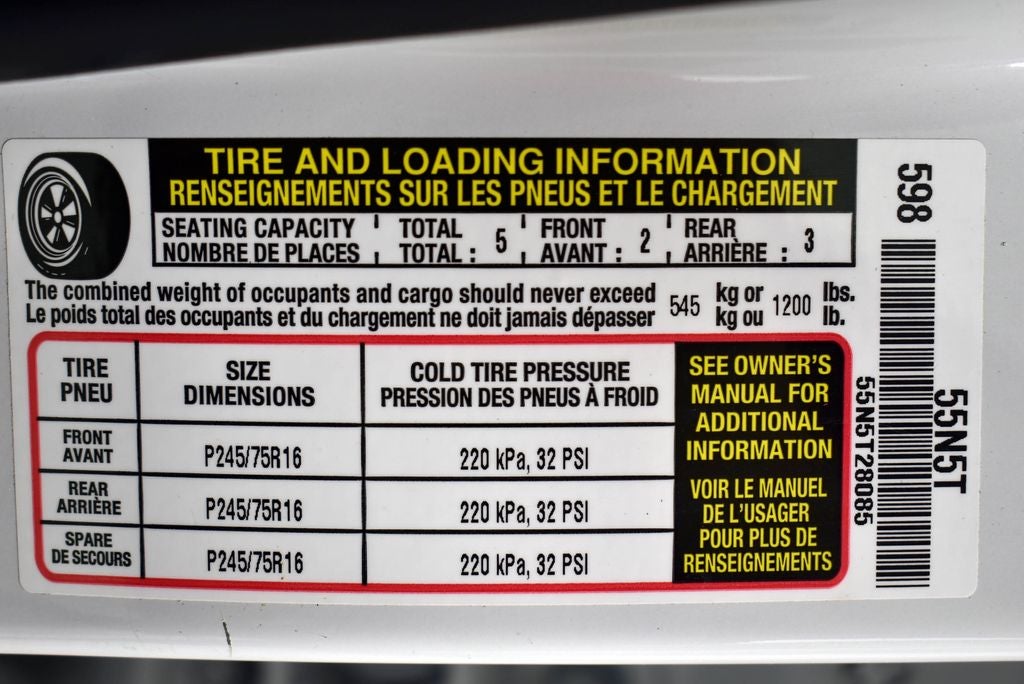 TIRE AND LOADING INFORMATION
RENSEIGNEMENTS SUR LES PNEUS ET LE CHARGEMENT
SEATING CAPACITY TOTAL FRONT REAR
NOMBRE DE PLACES TOTAL : 5 AVANT : 2 ARRIÈRE : 3
The combined weight of occupants and cargo should never exceed 545 kg or 1200 lbs.
Le poids total des occupants et du chargement ne doit jamais dépasser kg ou lb.
TIRE SIZE COLD TIRE PRESSURE
PNEU DIMENSIONS PRESSION DES PNEUS À FROID
FRONT
AVANT P245/75R16 220 kPa, 32 PSI
REAR
ARRIÈRE P245/75R16 220 kPa, 32 PSI
SPARE
DE SECOURS P245/75R16 220 kPa, 32 PSI
SEE OWNER'S
MANUAL FOR
ADDITIONAL
INFORMATION
VOIR LE MANUEL
DE L'USAGER
POUR PLUS DE
RENSEIGNEMENTS
598
55N5T
55N5T28085